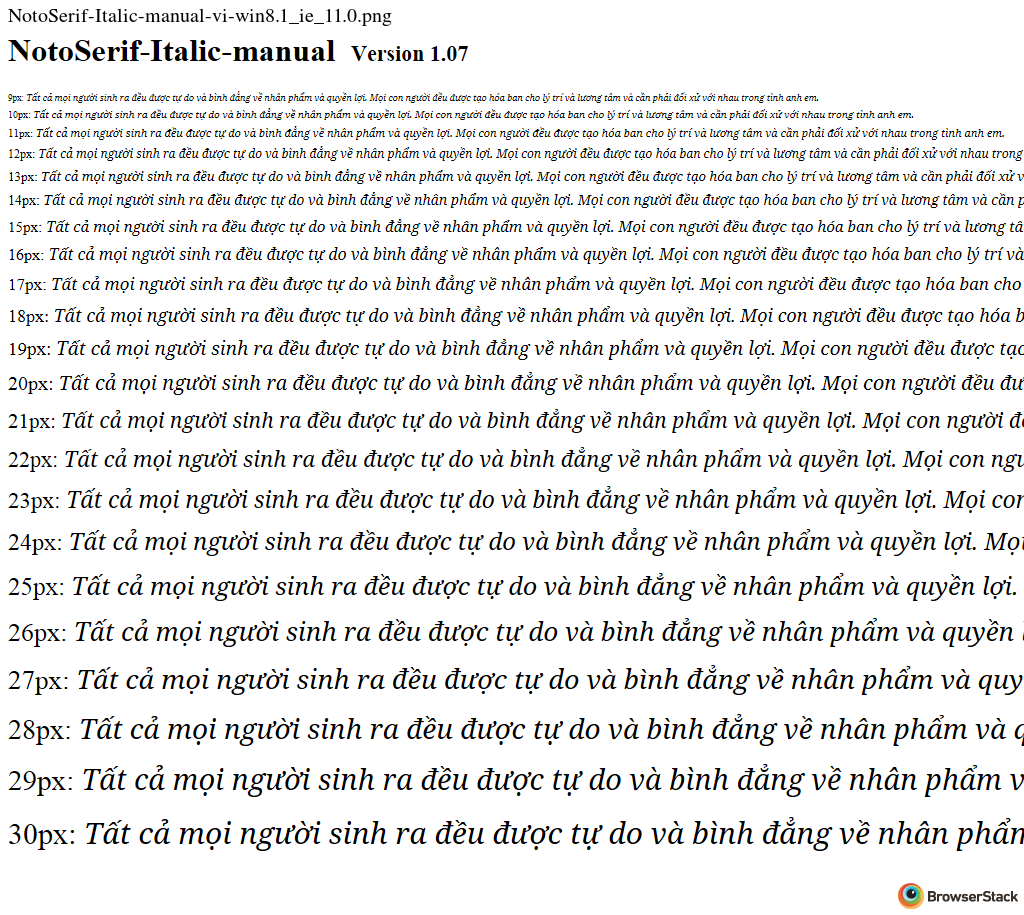 NotoSerif-Italic-manual-vi-win8.1_ie_11.0.png
NotoSerif-Italic-manual Version 1.07
9px: Tất cả mọi người sinh ra đều được tự do và bình đẳng về nhân phẩm và quyền lợi. Mọi con người đều được tạo hóa ban cho lý trí và lương tâm và cần phải đối xử với nhau trong tình anh em.
10px: Tất cả mọi người sinh ra đều được tự do và bình đẳng về nhân phẩm và quyền lợi. Mọi con người đều được tạo hóa ban cho lý trí và lương tâm và cần phải đối xử với nhau trong tình anh em.
11px: Tất cả mọi người sinh ra đều được tự do và bình đẳng về nhân phẩm và quyền lợi. Mọi con người đều được tạo hóa ban cho lý trí và lương tâm và cần phải đối xử với nhau trong tình anh em.
12px: Tất cả mọi người sinh ra đều được tự do và bình đẳng về nhân phẩm và quyền lợi. Mọi con người đều được tạo hóa ban cho lý trí và lương tâm và cần phải đối xử với nhau trong
13px: Tất cả mọi người sinh ra đều được tự do và bình đẳng về nhân phẩm và quyền lợi. Mọi con người đều được tạo hóa ban cho lý trí và lương tâm và cần phải đối xử v
14px: Tất cả mọi người sinh ra đều được tự do và bình đẳng về nhân phẩm và quyền lợi. Mọi con người đều được tạo hóa ban cho lý trí và lương tâm và cần p
15px: Tất cả mọi người sinh ra đều được tự do và bình đẳng về nhân phẩm và quyền lợi. Mọi con người đều được tạo hóa ban cho lý trí và lương tâ
16px: Tất cả mọi người sinh ra đều được tự do và bình đẳng về nhân phẩm và quyền lợi. Mọi con người đều được tạo hóa ban cho lý trí và
17px: Tất cả mọi người sinh ra đều được tự do và bình đẳng về nhân phẩm và quyền lợi. Mọi con người đều được tạo hóa ban cho
18px: Tất cả mọi người sinh ra đều được tự do và bình đẳng về nhân phẩm và quyền lợi. Mọi con người đều được tạo hóa b
19px: Tất cả mọi người sinh ra đều được tự do và bình đẳng về nhân phẩm và quyền lợi. Mọi con người đều được tạo
20px: Tất cả mọi người sinh ra đều được tự do và bình đẳng về nhân phẩm và quyền lợi. Mọi con người đều đư
21px: Tất cả mọi người sinh ra đều được tự do và bình đẳng về nhân phẩm và quyền lợi. Mọi con người đề
22px: Tất cả mọi người sinh ra đều được tự do và bình đẳng về nhân phẩm và quyền lợi. Mọi con ngư
23px: Tất cả mọi người sinh ra đều được tự do và bình đẳng về nhân phẩm và quyền lợi. Mọi con
24px: Tất cả mọi người sinh ra đều được tự do và bình đẳng về nhân phẩm và quyền lợi. Mọi
25px: Tất cả mọi người sinh ra đều được tự do và bình đẳng về nhân phẩm và quyền lợi.
26px: Tất cả mọi người sinh ra đều được tự do và bình đẳng về nhân phẩm và quyền l
27px: Tất cả mọi người sinh ra đều được tự do và bình đẳng về nhân phẩm và quy
28px: Tất cả mọi người sinh ra đều được tự do và bình đẳng về nhân phẩm và q
29px: Tất cả mọi người sinh ra đều được tự do và bình đẳng về nhân phẩm v
30px: Tất cả mọi người sinh ra đều được tự do và bình đẳng về nhân phẩm
BrowserStack